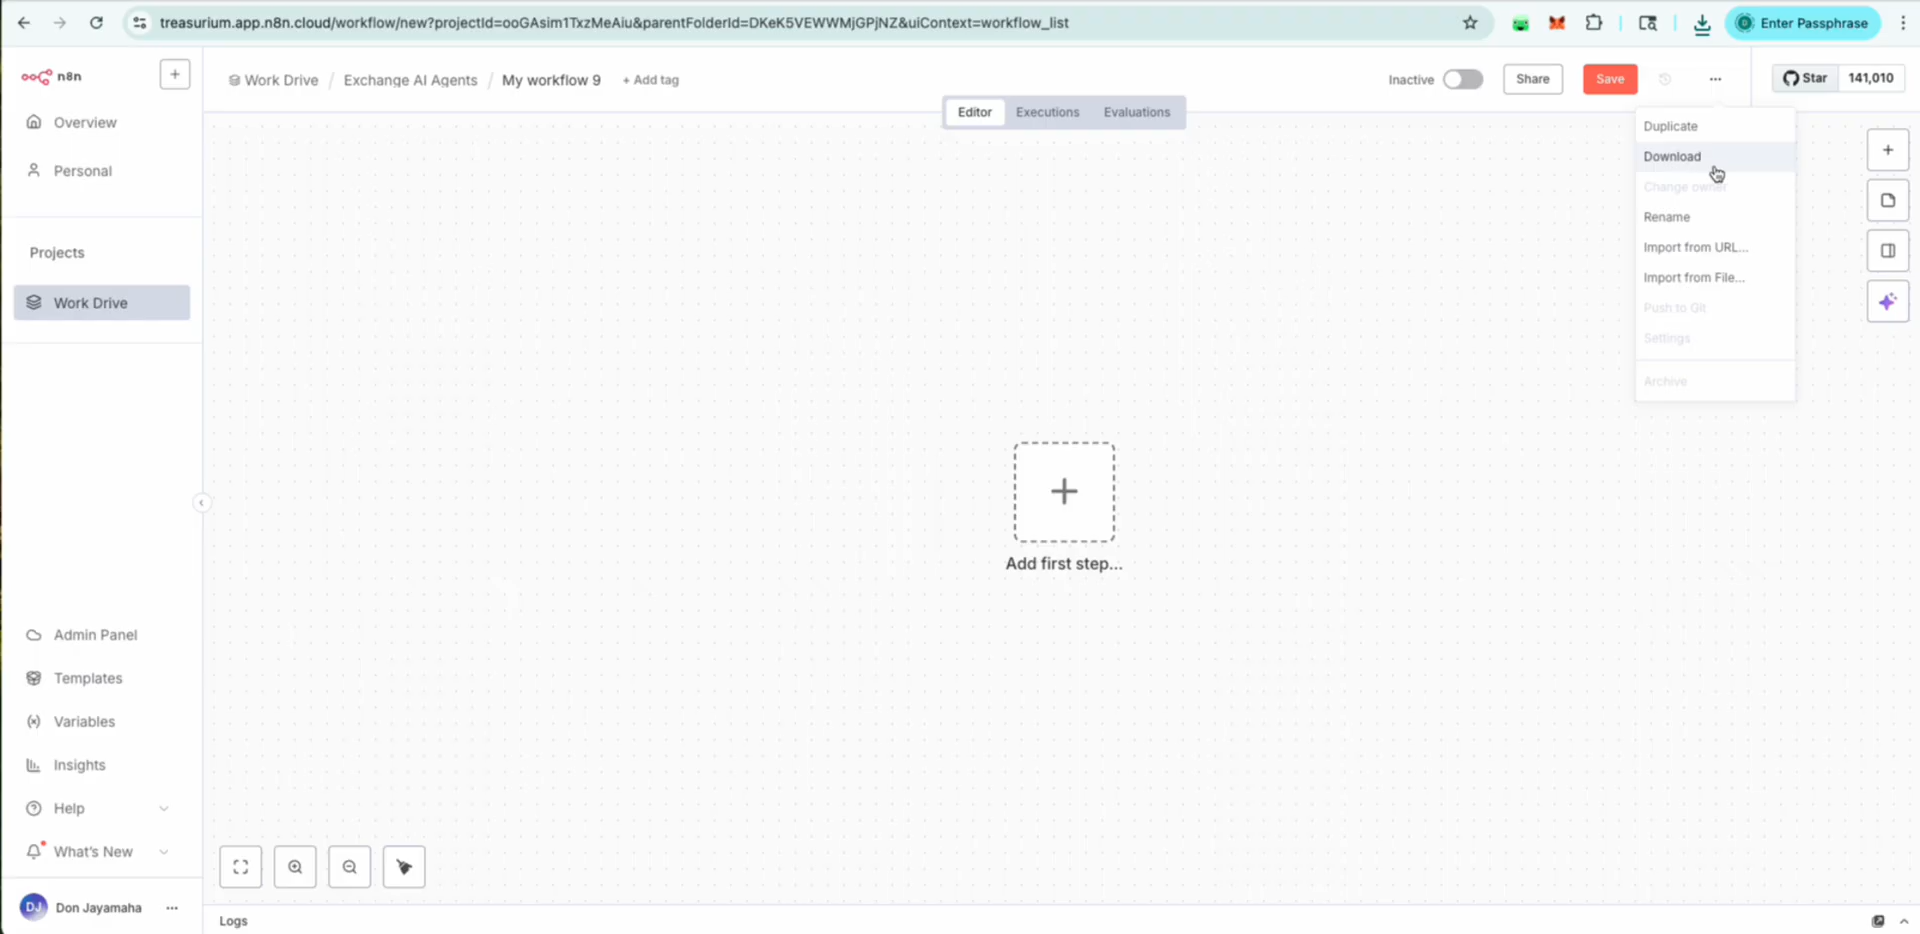 treasurium.app.n8n.cloud/workflow/new?projectId=ooGAsim1TxzMeAiu&parentFolderId=DKeK5VEWWMjGPjNZ&uiContext=workflow_list
Enter Passphrase
n8n
Work Drive / Exchange AI Agents / My workflow 9 + Add tag
Inactive
Share
Save
Star
141,010
Editor
Executions
Evaluations
Overview
Personal
Projects
Work Drive
Duplicate
Download
Change owner
Rename
Import from URL...
Import from File...
Push to Git
Settings
Archive
Add first step...
Admin Panel
Templates
Variables
Insights
Help
What's New
DJ
Don Jayamaha
Logs